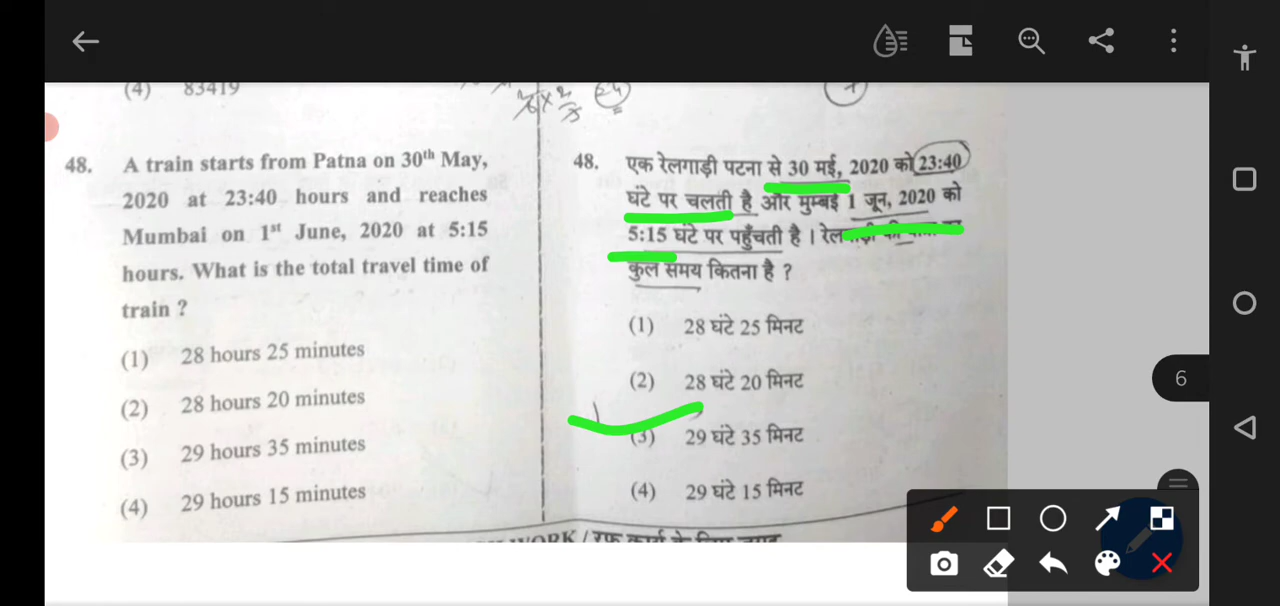 (4) 83419
48. A train starts from Patna on 30th May,
2020 at 23:40 hours and reaches
Mumbai on 1st June, 2020 at 5:15
hours. What is the total travel time of
train ?
(1) 28 hours 25 minutes
(2) 28 hours 20 minutes
(3) 29 hours 35 minutes
(4) 29 hours 15 minutes
48. एक रेलगाड़ी पटना से 30 मई, 2020 को 23:40
घंटे पर चलती है और मुम्बई 1 जून, 2020 को
5:15 घंटे पर पहुँचती है ।
कुल समय कितना है ?
(1) 28 घंटे 25 मिनट
(2) 28 घंटे 20 मिनट
(3) 29 घंटे 35 मिनट
(4) 29 घंटे 15 मिनट
6